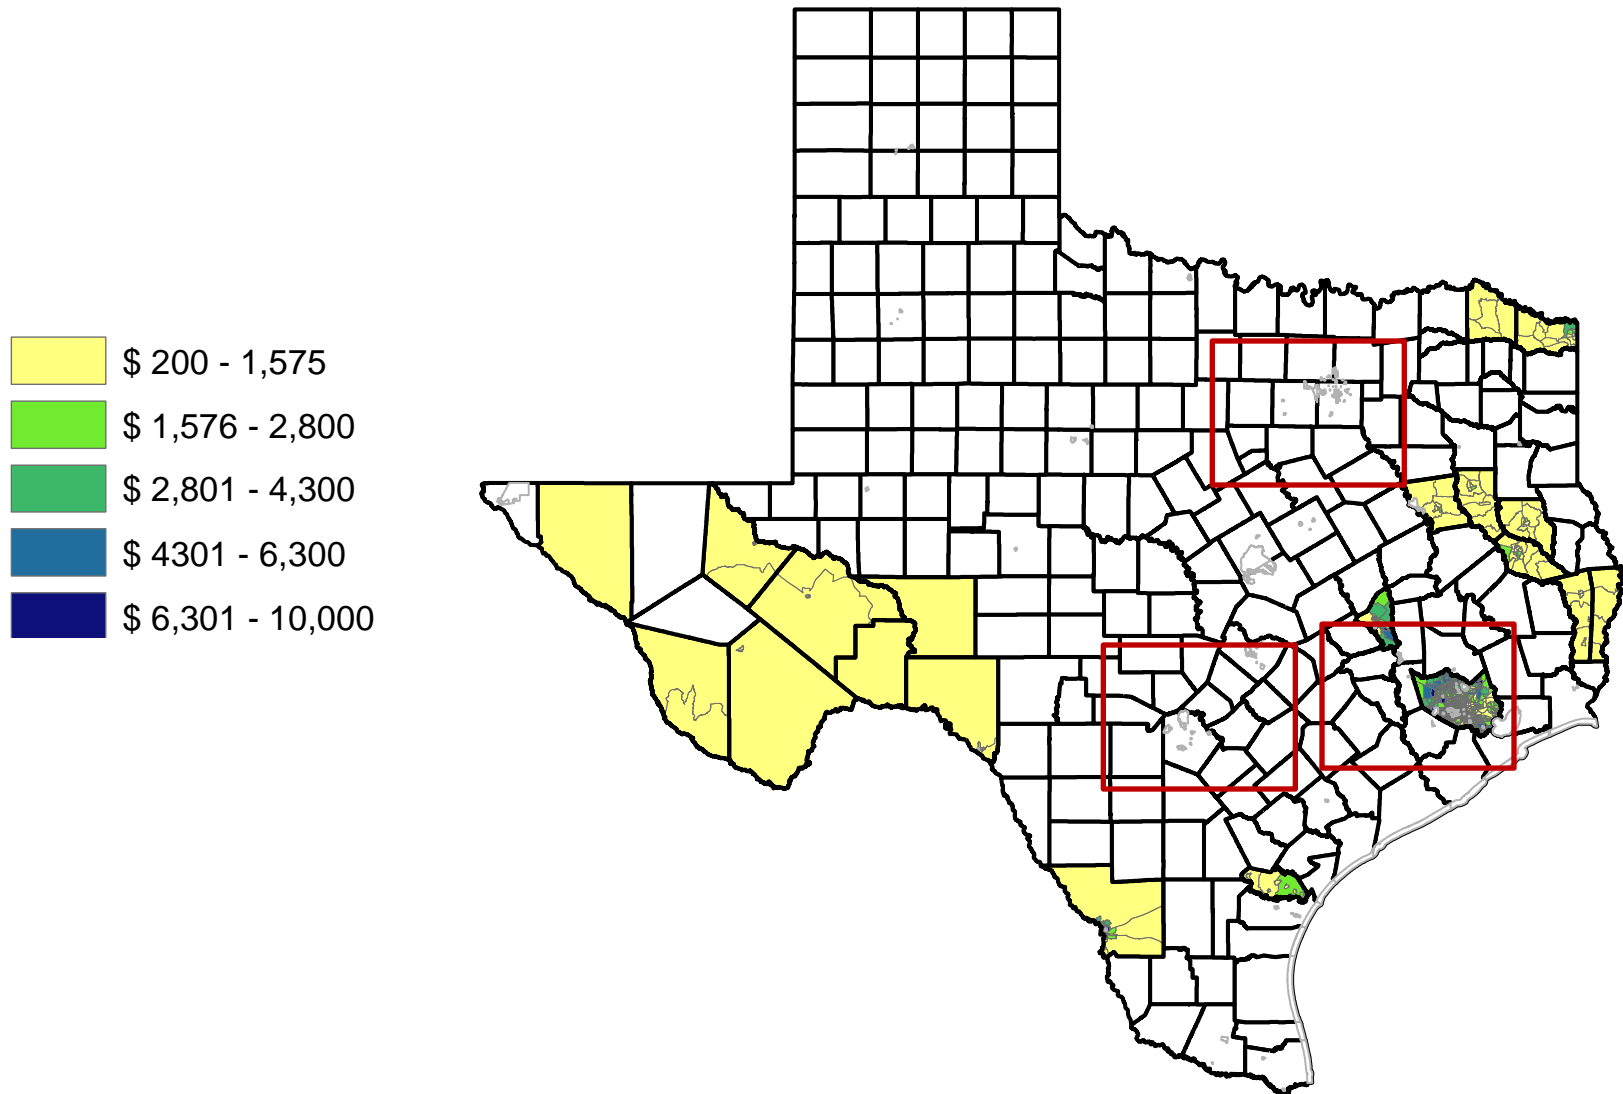 $ 200 - 1,575
$ 1,576 - 2,800
$ 2,801 - 4,300
$ 4301 - 6,300
$ 6,301 - 10,000